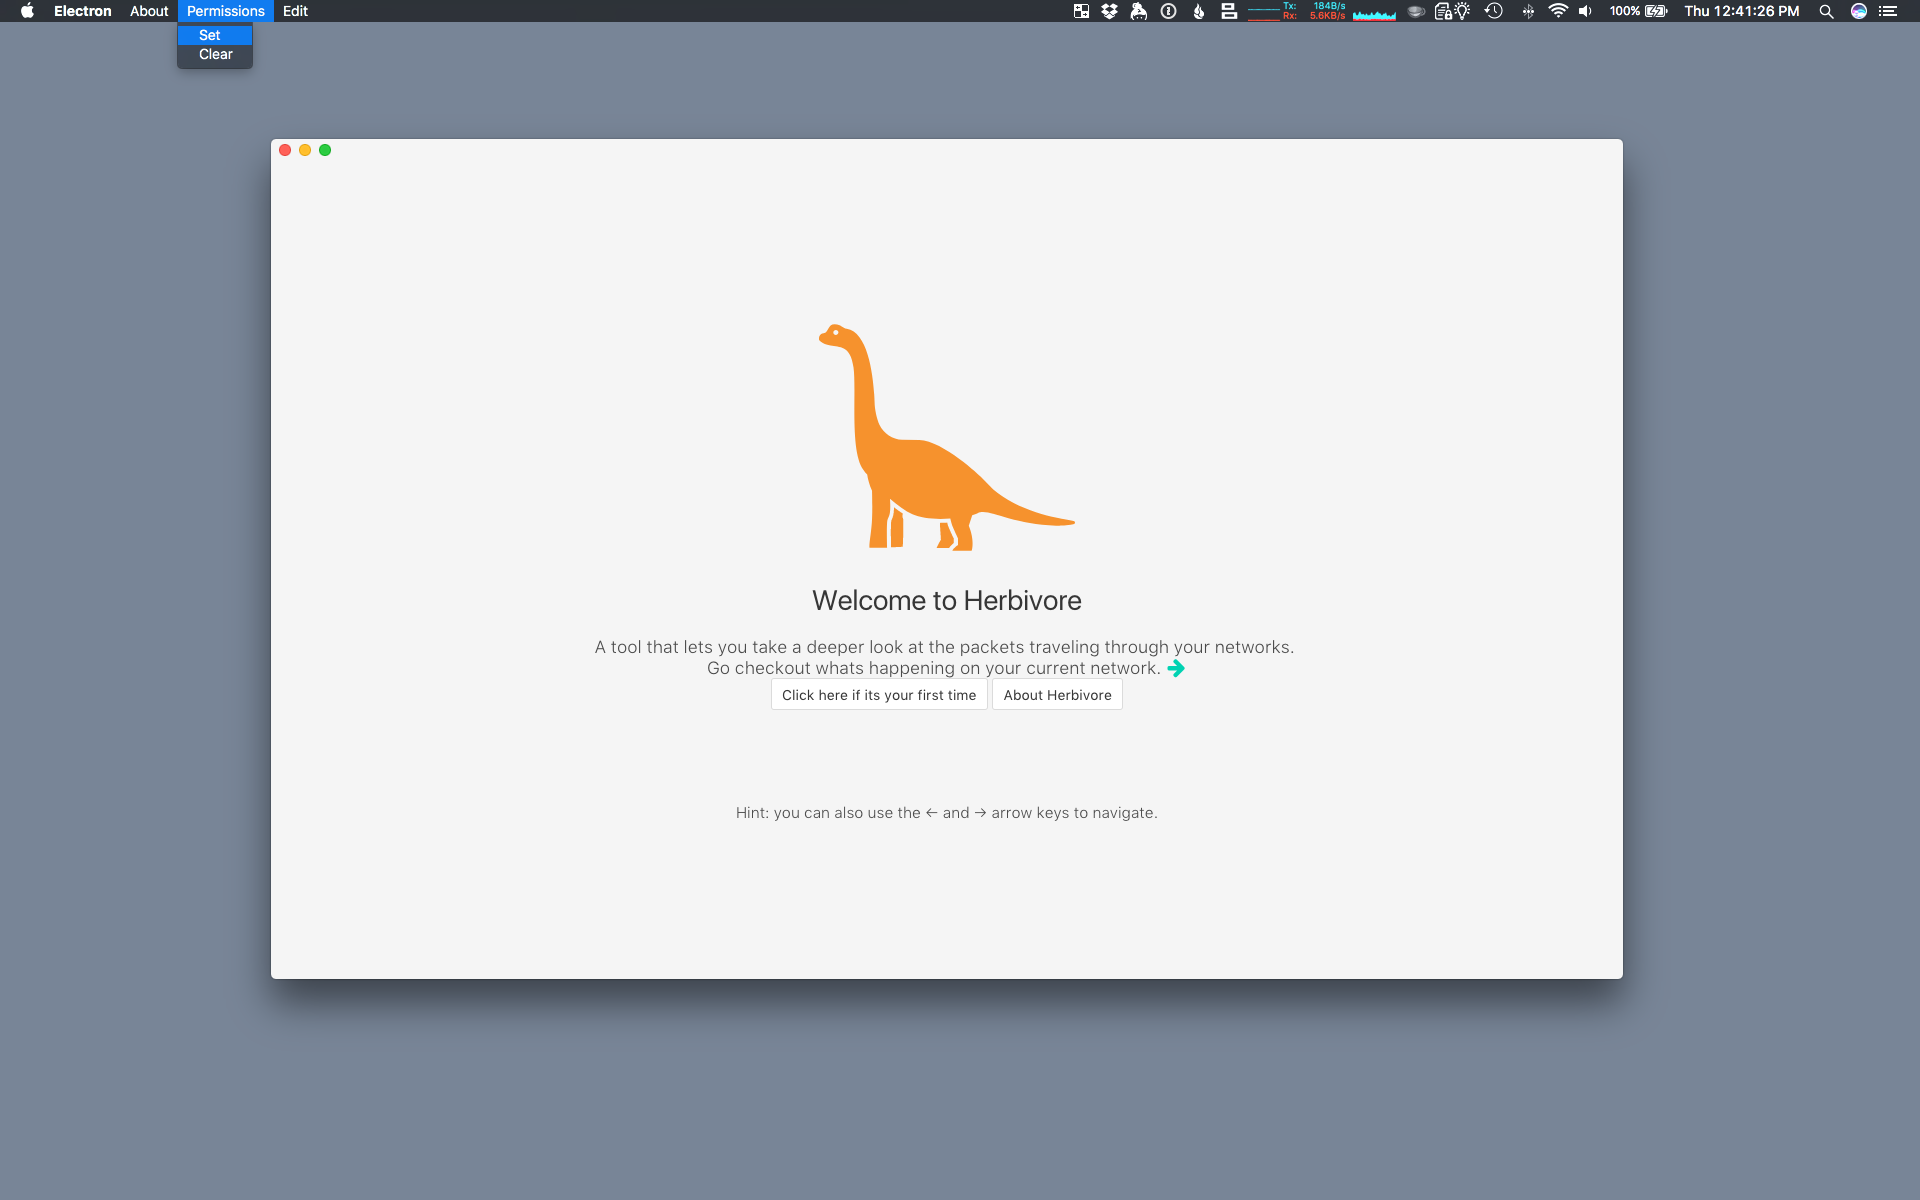 Electron About Permissions Edit Tx: 184B/s 100% Thu 12:41:26 PM
Rx: 5.6KB/s
Set
Clear
Welcome to Herbivore
A tool that lets you take a deeper look at the packets traveling through your networks.
Go checkout whats happening on your current network. ➔
Click here if its your first time About Herbivore
Hint: you can also use the ← and → arrow keys to navigate.